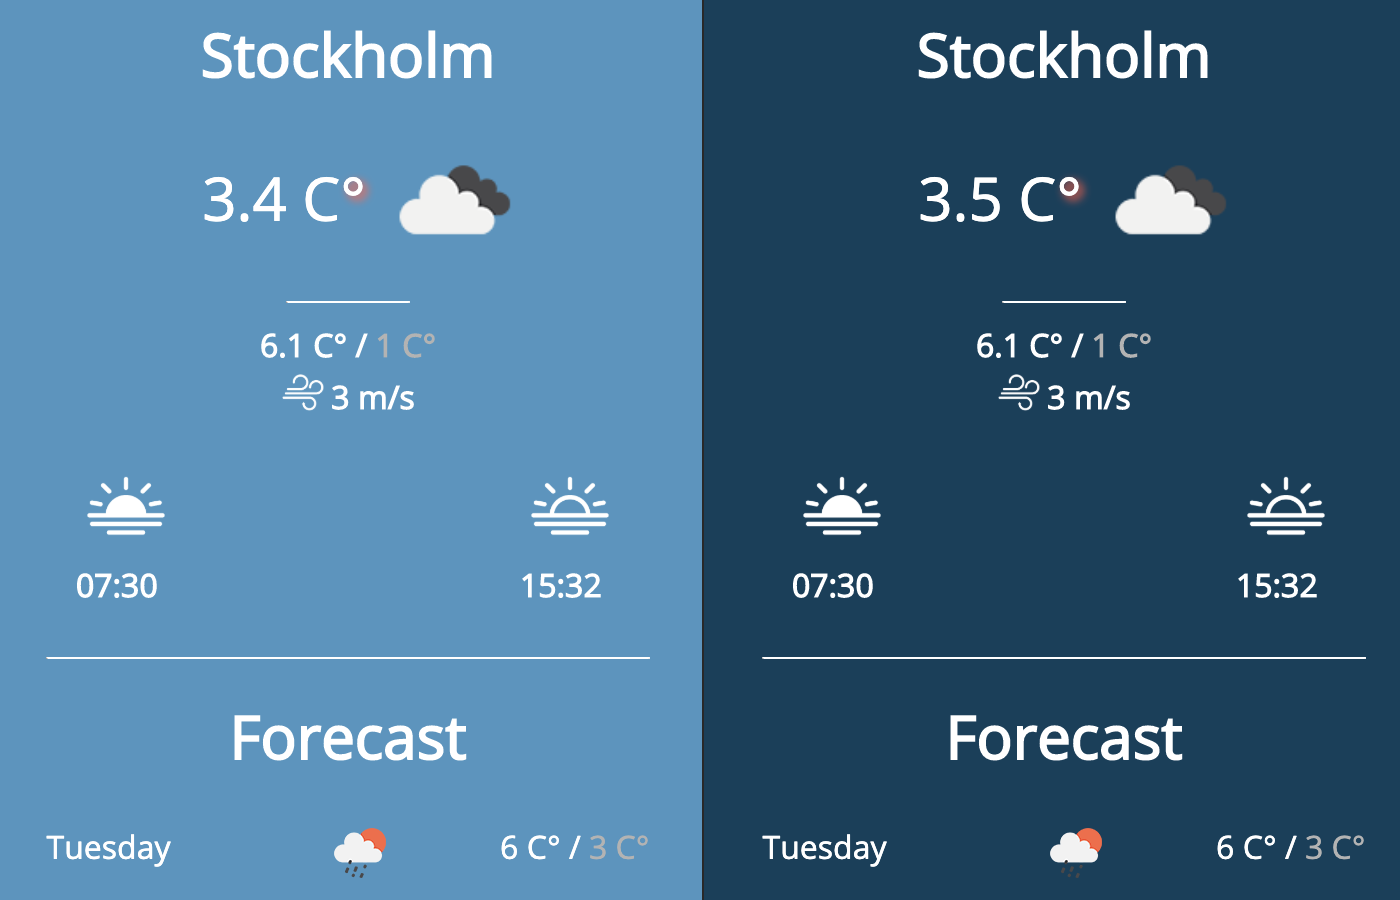 Stockholm
3.4 C°
6.1 C° / 1 C°
3 m/s
07:30
15:32
Forecast
Tuesday
6 C° / 3 C°
Stockholm
3.5 C°
6.1 C° / 1 C°
3 m/s
07:30
15:32
Forecast
Tuesday
6 C° / 3 C°